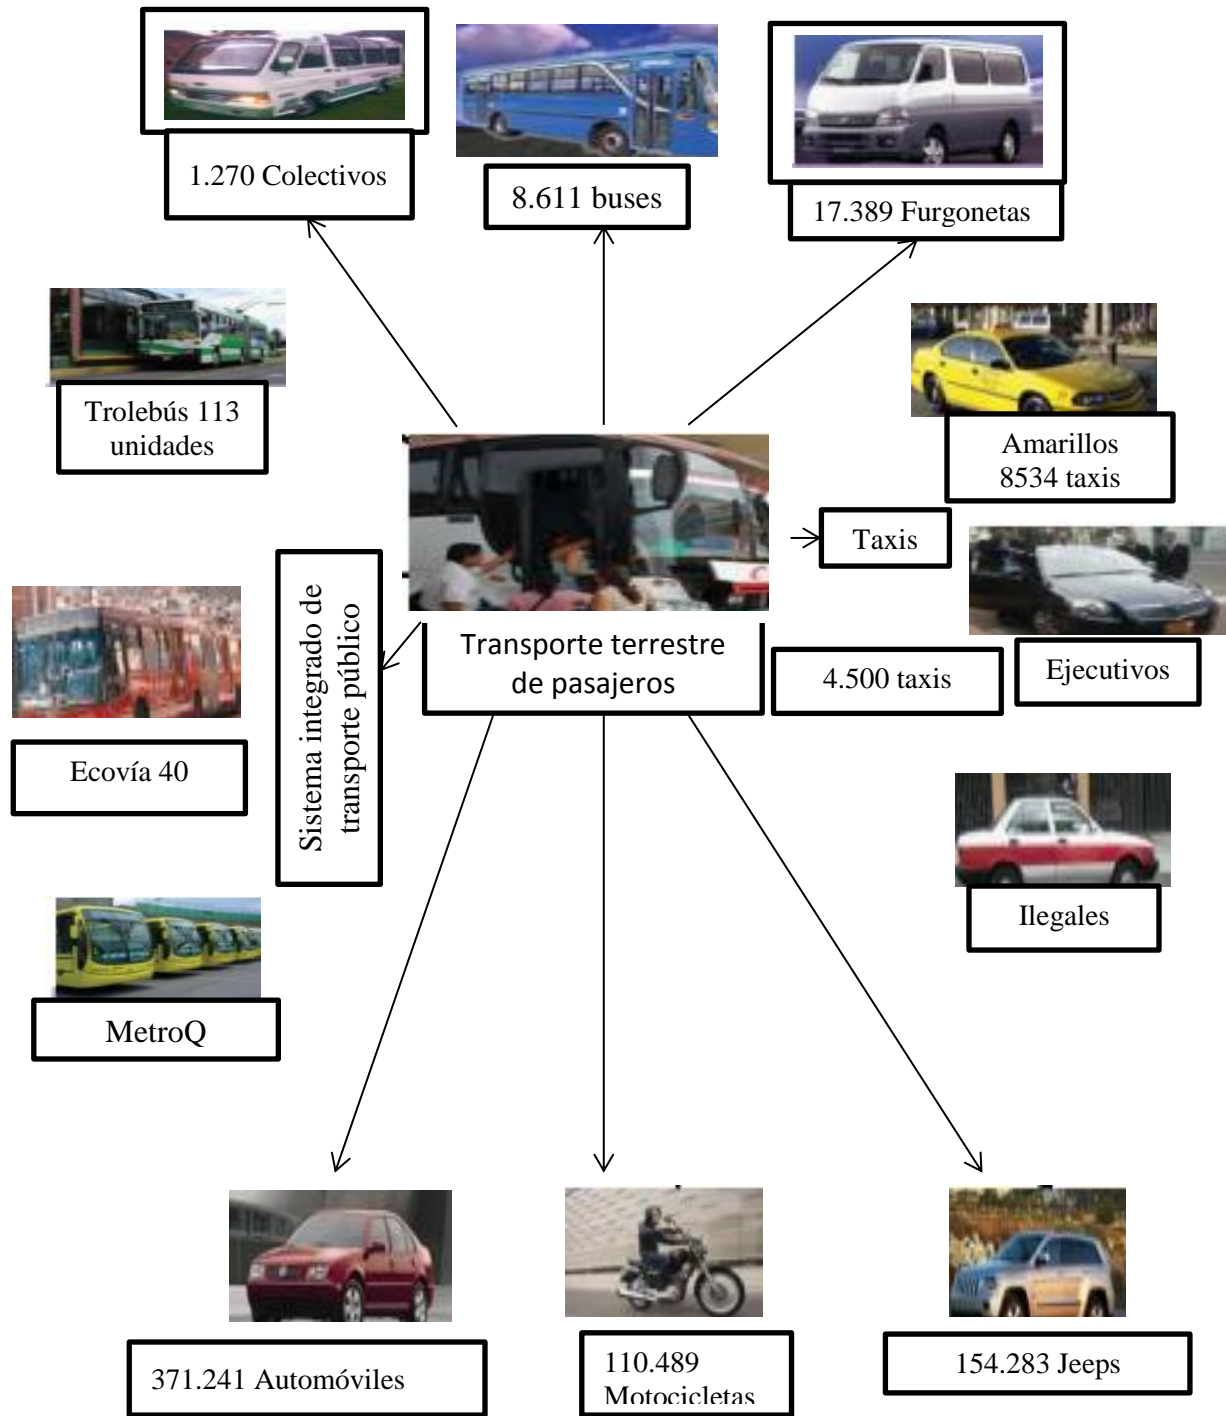 1.270 Colectivos
8.611 buses
17.389 Furgonetas
Trolebús 113
unidades
Amarillos
8534 taxis
Taxis
Sistema integrado de
transporte público
Transporte terrestre
de pasajeros
4.500 taxis
Ejecutivos
Ecovía 40
Ilegales
MetroQ
371.241 Automóviles
110.489
Motocicletas
154.283 Jeeps